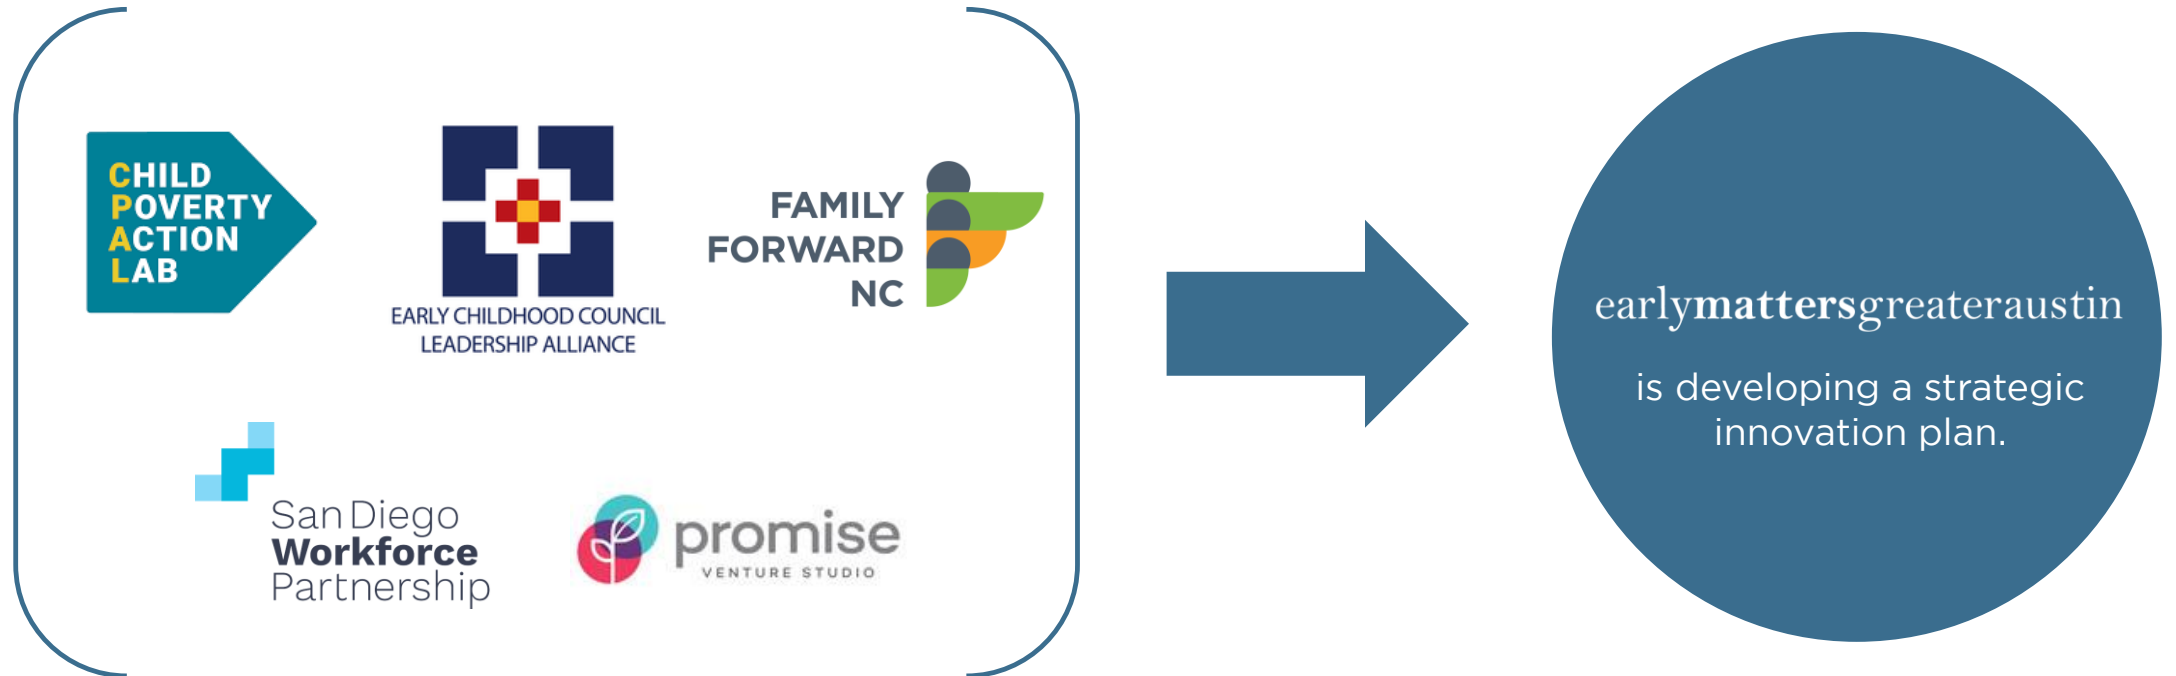 CHILD
POVERTY
ACTION
LAB
EARLY CHILDHOOD COUNCIL
LEADERSHIP ALLIANCE
FAMILY
FORWARD
NC
San Diego
Workforce
Partnership
promise
VENTURE STUDIO
earlymattersgreateraustin
is developing a strategic
innovation plan.